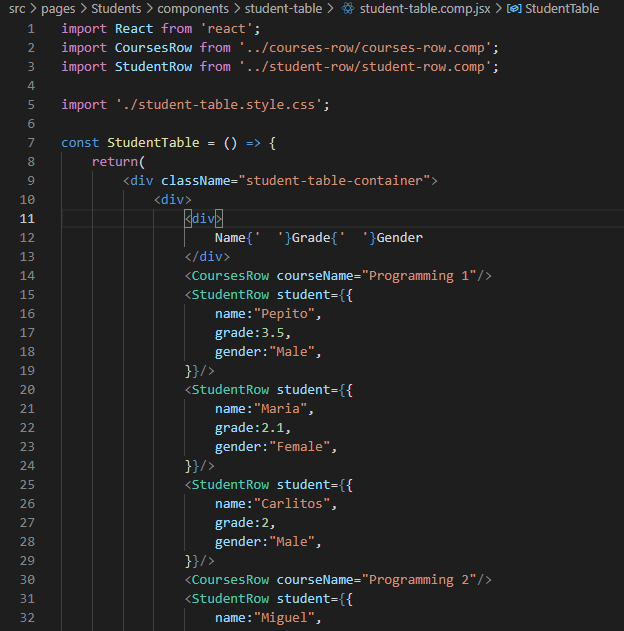 src > pages > Students > components > student-table > student-table.comp.jsx > StudentTable
1 import React from 'react';
2 import CoursesRow from '../courses-row/courses-row.comp';
3 import StudentRow from '../student-row/student-row.comp';
4
5 import './student-table.style.css';
6
7 const StudentTable = () => {
8     return(
9         <div className="student-table-container">
10             <div>
11                 <div>
12                     Name{'  '}Grade{'  '}Gender
13                 </div>
14                 <CoursesRow courseName="Programming 1"/>
15                 <StudentRow student={{
16                     name:"Pepito",
17                     grade:3.5,
18                     gender:"Male",
19                 }}/>
20                 <StudentRow student={{
21                     name:"Maria",
22                     grade:2.1,
23                     gender:"Female",
24                 }}/>
25                 <StudentRow student={{
26                     name:"Carlitos",
27                     grade:2,
28                     gender:"Male",
29                 }}/>
30                 <CoursesRow courseName="Programming 2"/>
31                 <StudentRow student={{
32                     name:"Miguel",